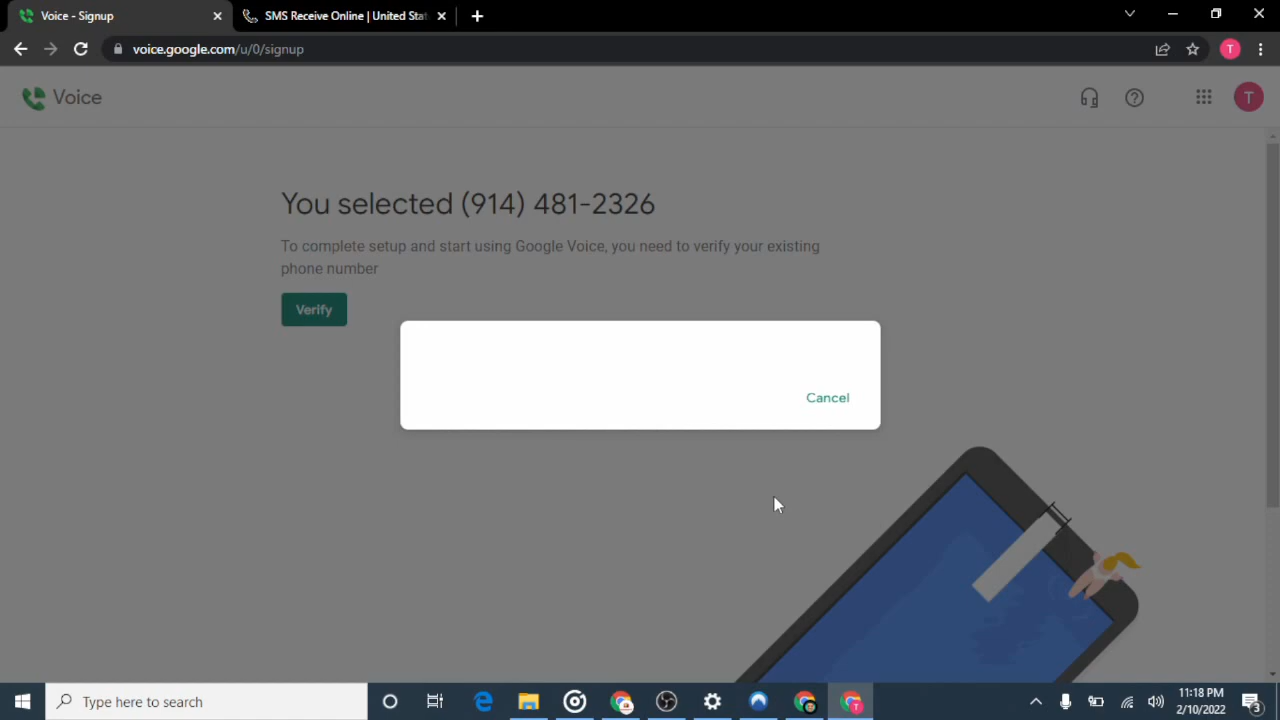 Voice - Signup
SMS Receive Online | United Stat
voice.google.com/u/0/signup
T
Voice
T
You selected (914) 481-2326
To complete setup and start using Google Voice, you need to verify your existing
phone number
Verify
Cancel
Type here to search
11:18 PM
2/10/2022
3